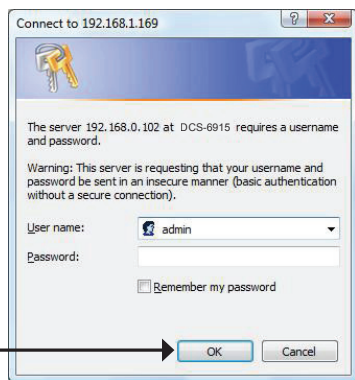 Connect to 192.168.1.169
The server 192.168.0.102 at DCS-6915 requires a username
and password.
Warning: This server is requesting that your username and
password be sent in an insecure manner (basic authentication
without a secure connection).
User name:
admin
Password:
Remember my password
OK
Cancel